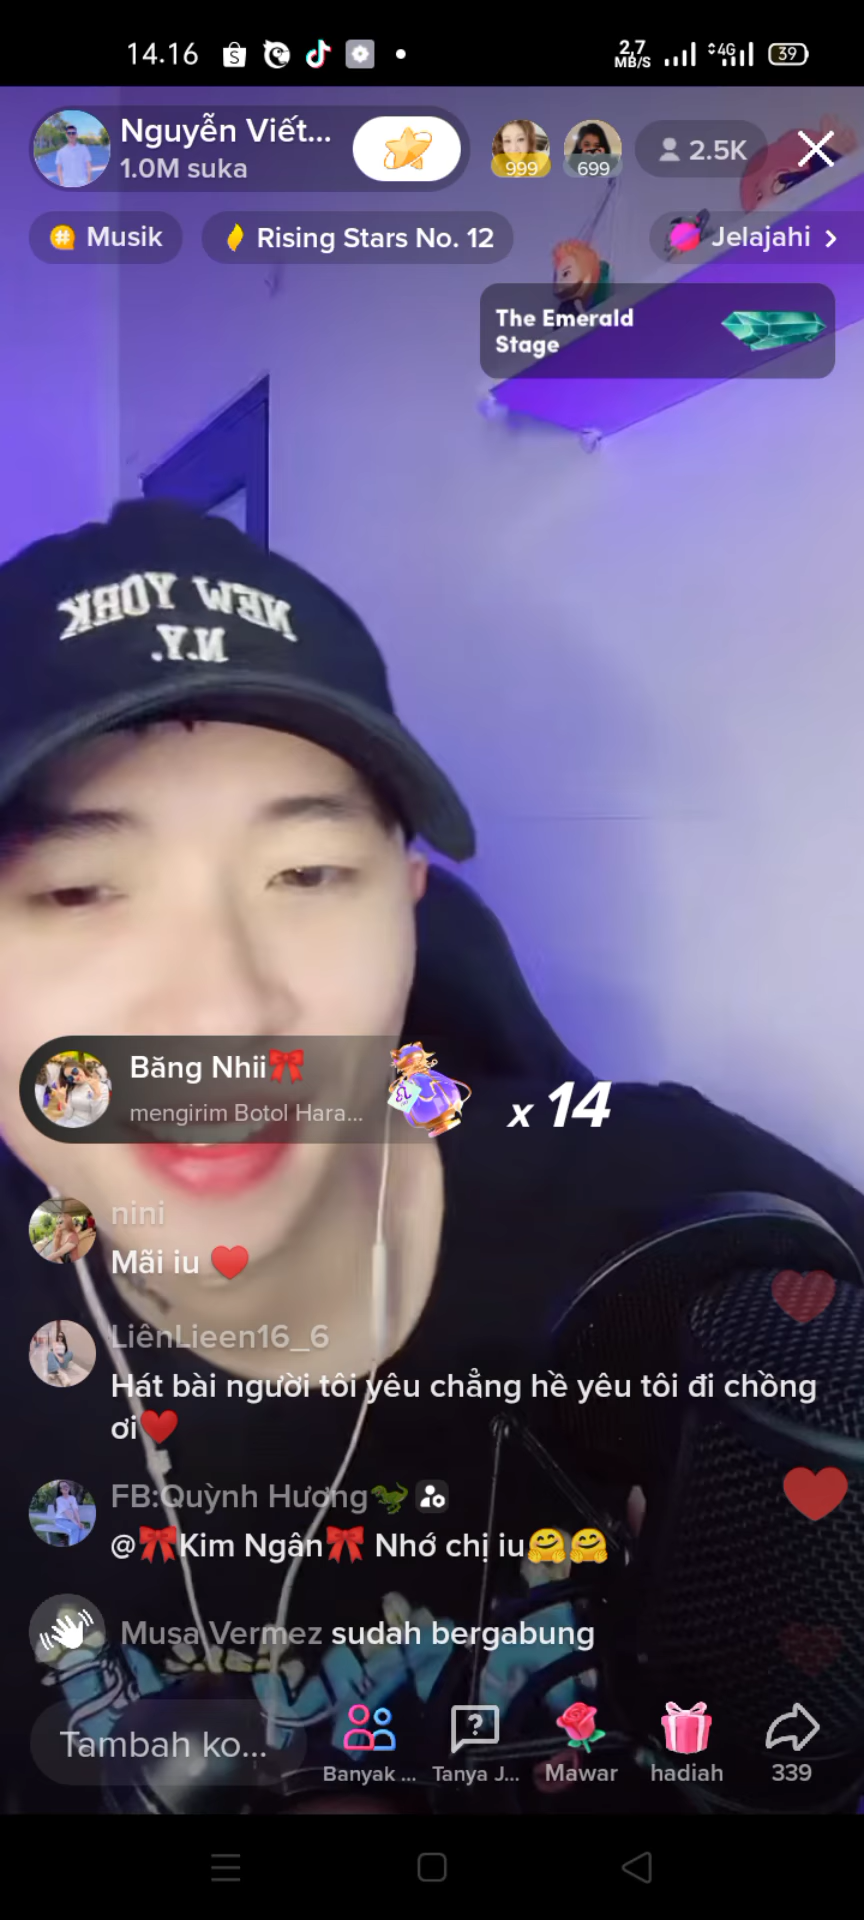 14.16
2,7
MB/S
4G
39
Nguyễn Viết...
1.0M suka
999
699
2.5K
Musik
Rising Stars No. 12
Jelajahi
The Emerald
Stage
NEW YORK
N.Y.
Băng Nhii🎀
mengirim Botol Hara...
x 14
nini
Mãi iu ❤️
LiênLieen16_6
Hát bài người tôi yêu chẳng hề yêu tôi đi chồng
ơi❤️
FB:Quỳnh Hương🦖
@🎀Kim Ngân🎀 Nhớ chị iu🤗🤗
Musa Vermez sudah bergabung
Tambah ko...
Banyak ...
Tanya J...
Mawar
hadiah
339